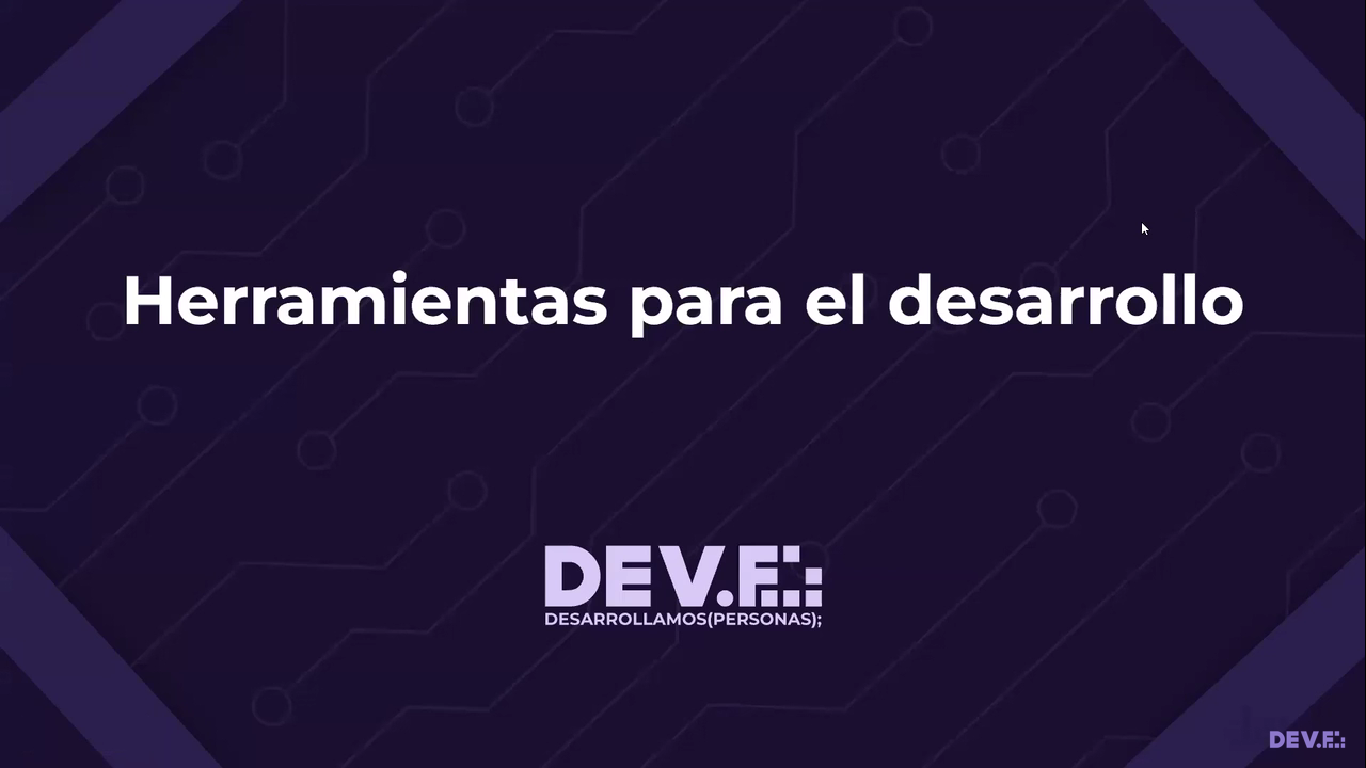 Herramientas para el desarrollo
DEV.F.:
DESARROLLAMOS(PERSONAS);
DEV.F.: